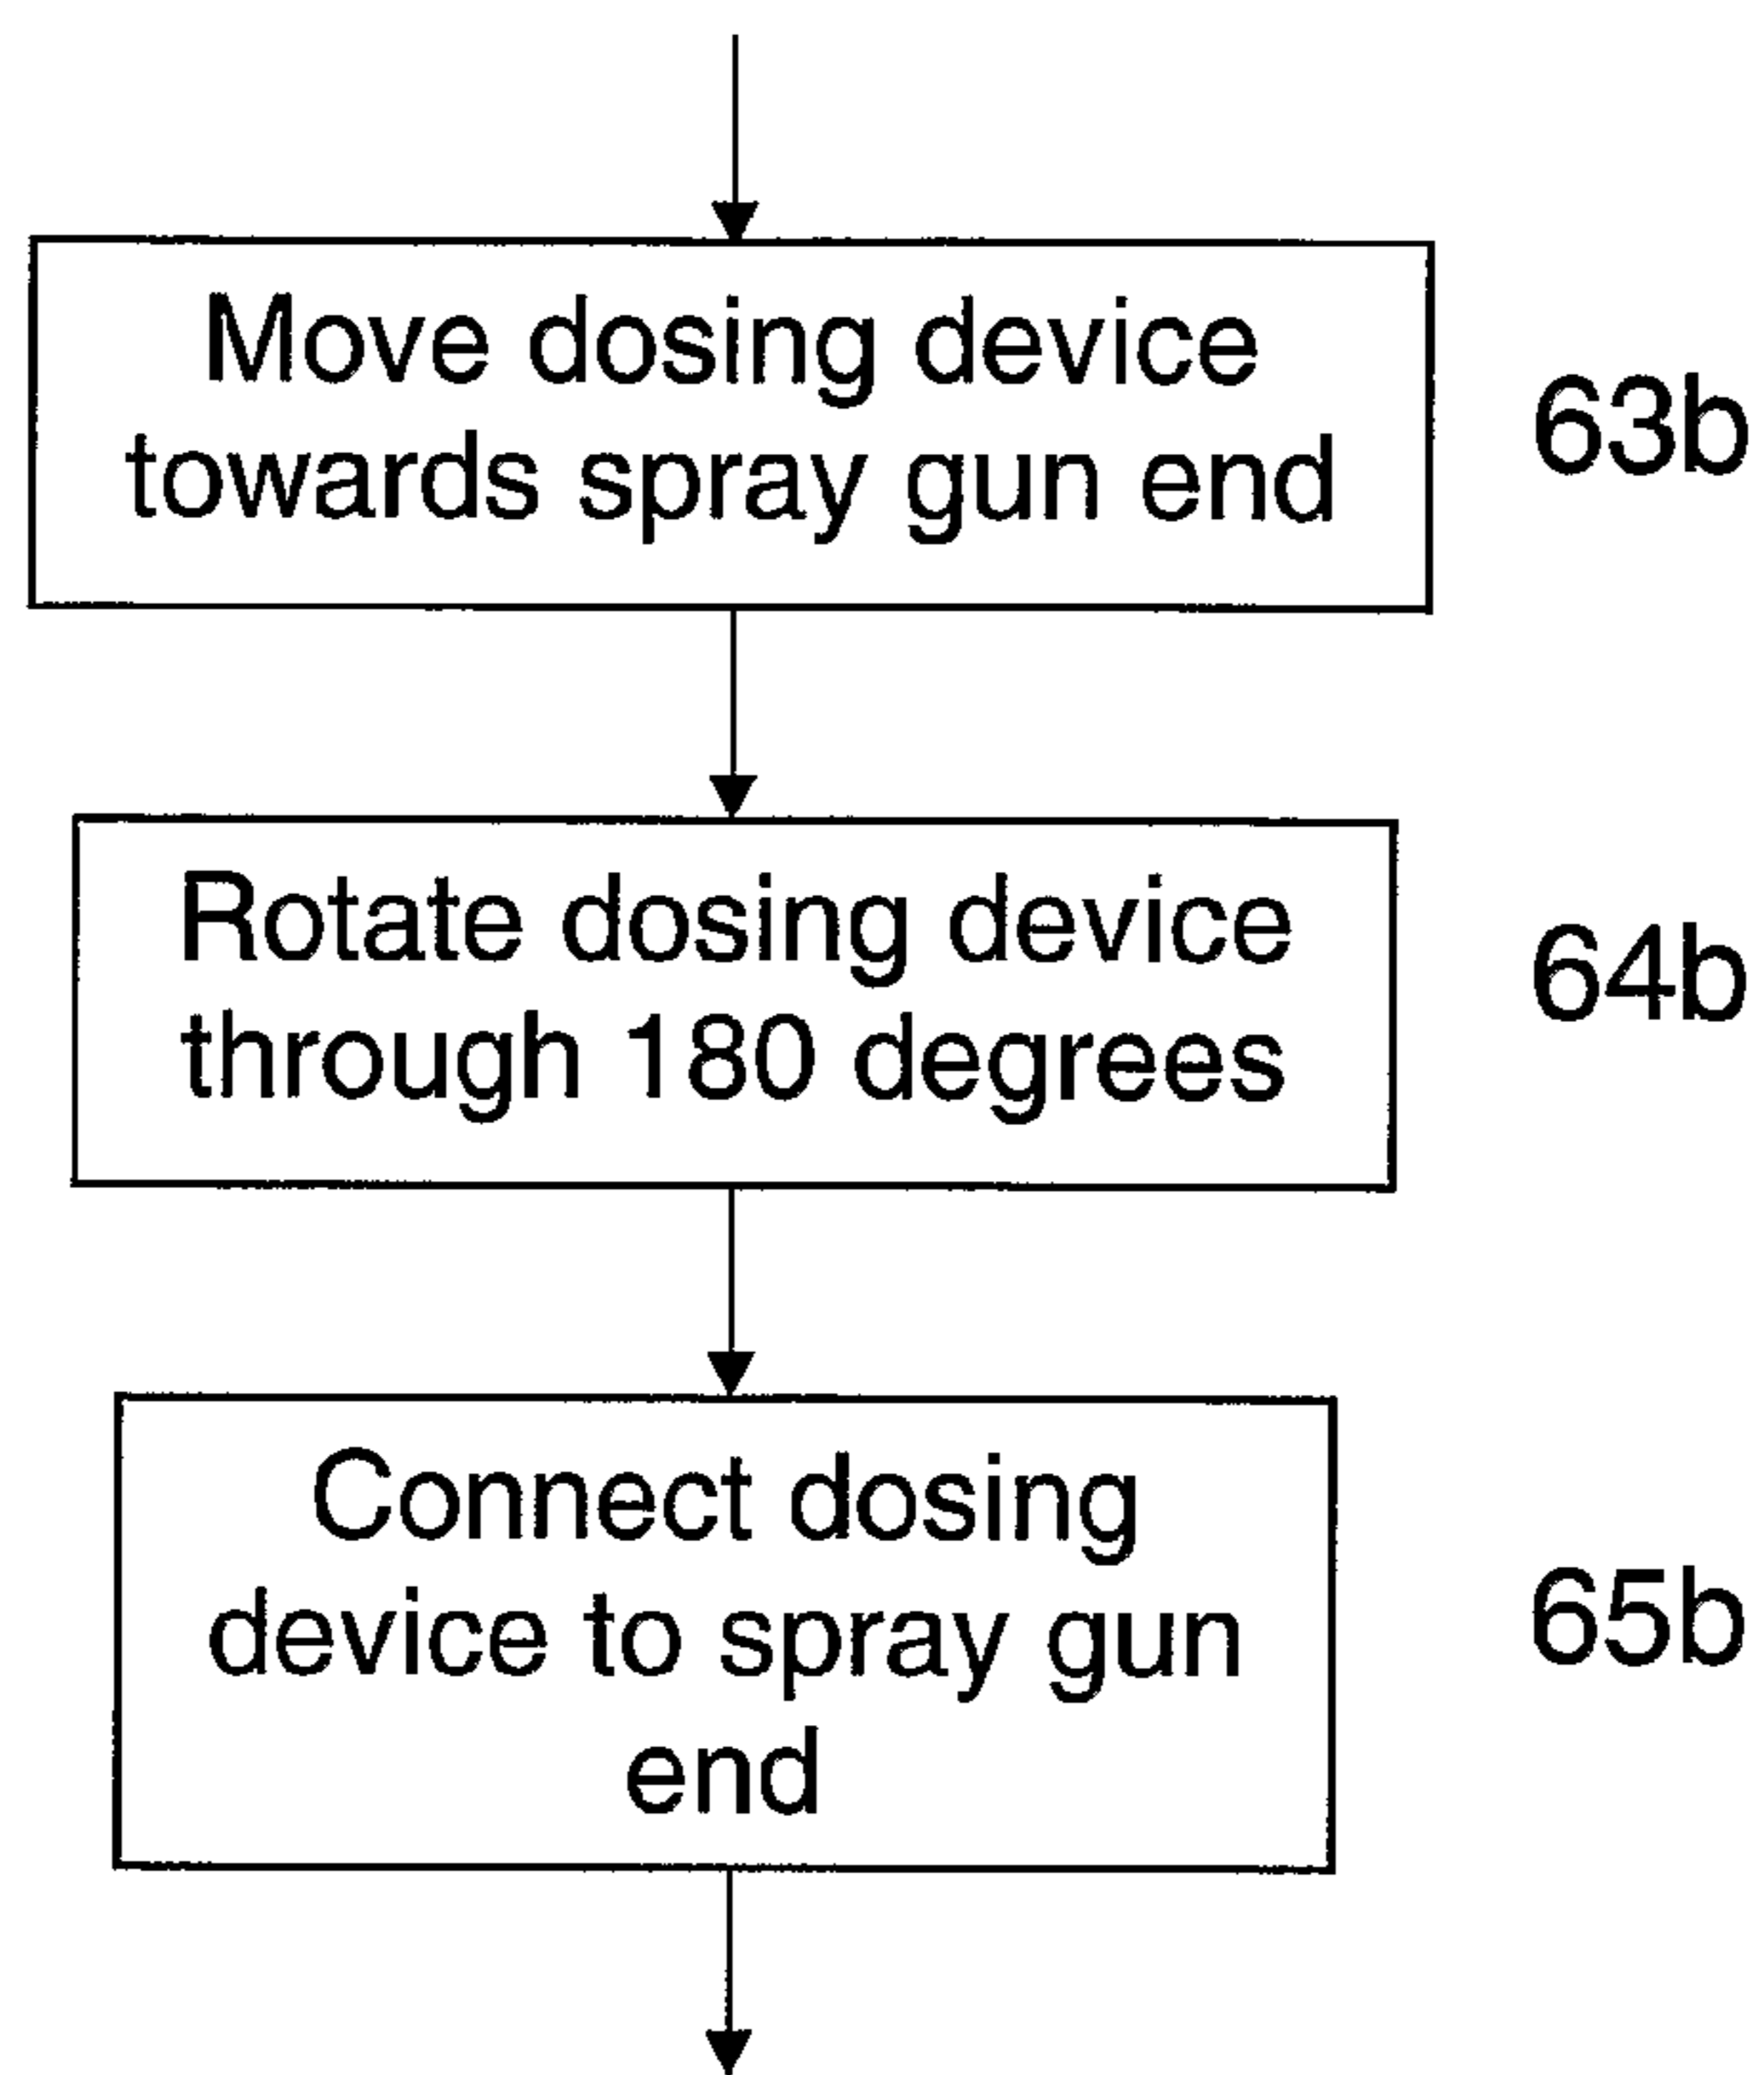 Move dosing device
towards spray gun end
63b
Rotate dosing device
through 180 degrees
64b
Connect dosing
device to spray gun
end
65b